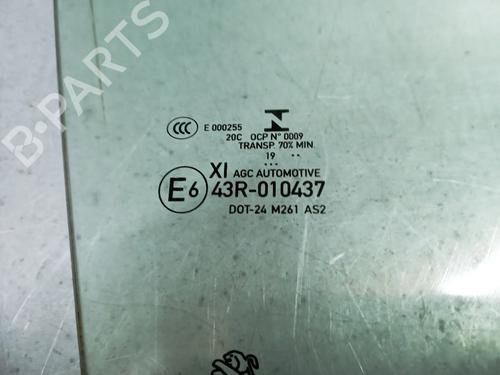 B-PARTS
CCC E 000255
20C OCP N° 0009
TRANSP. 70% MIN
19 ..
...
XI AGC AUTOMOTIVE
E6 43R-010437
DOT-24 M261 AS2